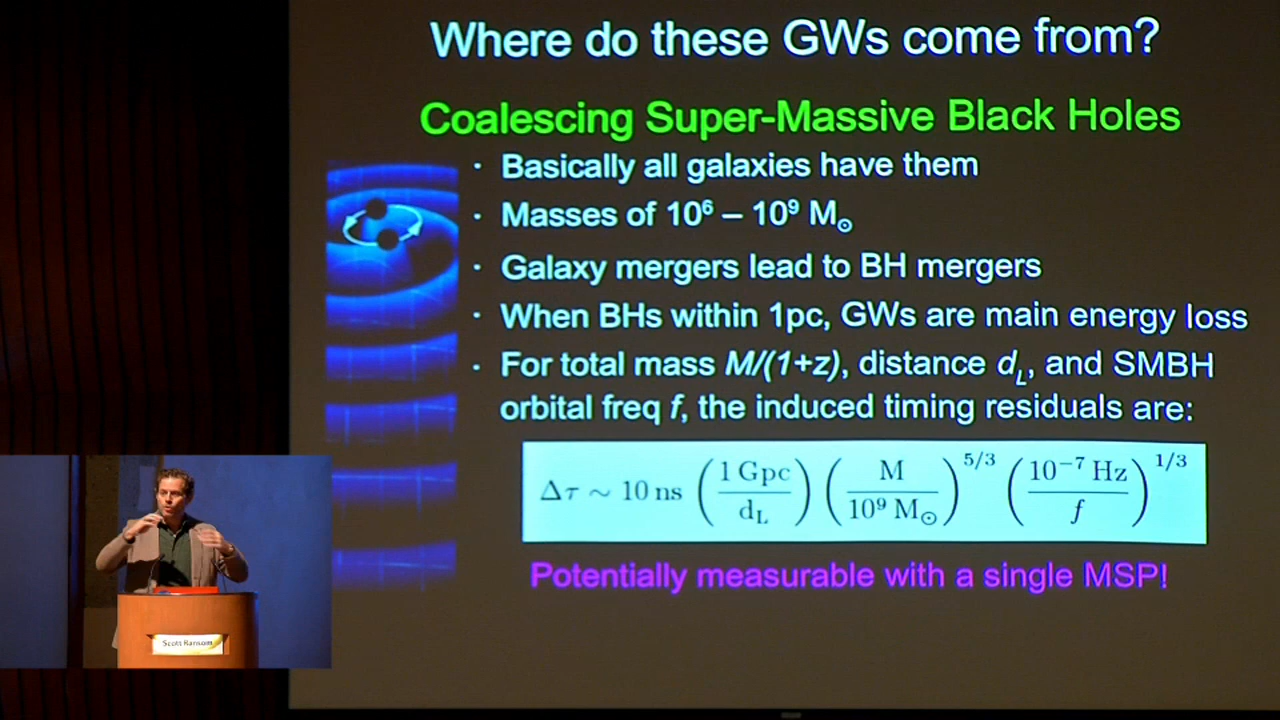 Where do these GWs come from?
Coalescing Super-Massive Black Holes
· Basically all galaxies have them
· Masses of 10⁶ – 10⁹ M☉
· Galaxy mergers lead to BH mergers
· When BHs within 1pc, GWs are main energy loss
· For total mass M/(1+z), distance d_L, and SMBH
orbital freq f, the induced timing residuals are:
Δτ ~ 10 ns (1 Gpc / d_L) (M / 10⁹ M☉)^5/3 (10⁻⁷ Hz / f)^1/3
Potentially measurable with a single MSP!
Scott Ransom